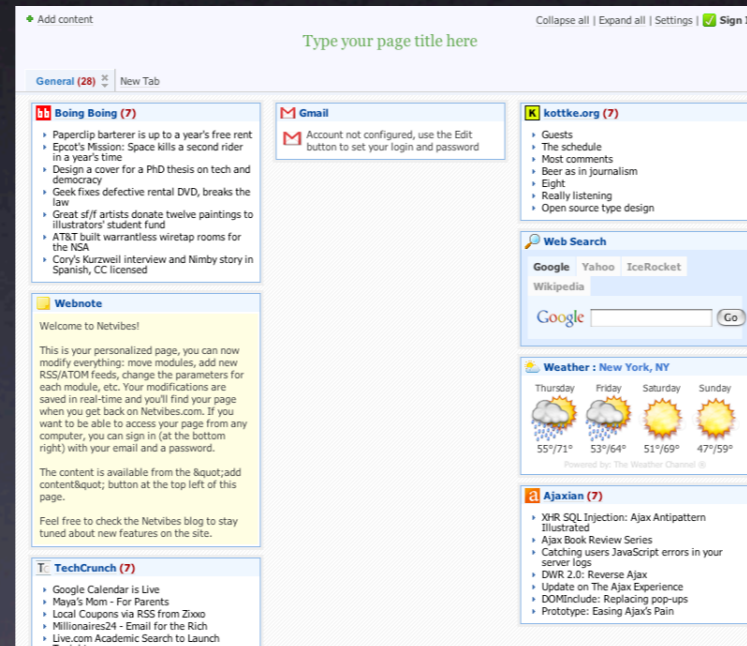 Add content
Collapse all | Expand all | Settings | Sign
Type your page title here
General (28)
New Tab
bb Boing Boing (7)
Paperclip barterer is up to a year's free rent
Epcot's Mission: Space kills a second rider
in a year's time
Design a cover for a PhD thesis on tech and
democracy
Geek fixes defective rental DVD, breaks the
law
Great sf/f artists donate twelve paintings to
illustrators' student fund
AT&T built warrantless wiretap rooms for
the NSA
Cory's Kurzweil interview and Nimby story in
Spanish, CC licensed
Webnote
Welcome to Netvibes!
This is your personalized page, you can now
modify everything: move modules, add new
RSS/ATOM feeds, change the parameters for
each module, etc. Your modifications are
saved in real-time and you'll find your page
when you get back on Netvibes.com. If you
want to be able to access your page from any
computer, you can sign in (at the bottom
right) with your email and a password.
The content is available from the &quot;add
content&quot; button at the top left of this
page.
Feel free to check the Netvibes blog to stay
tuned about new features on the site.
Tc TechCrunch (7)
Google Calendar is Live
Maya's Mom - For Parents
Local Coupons via RSS from Zixxo
Millionaires24 - Email for the Rich
Live.com Academic Search to Launch
Gmail
Account not configured, use the Edit
button to set your login and password
K kottke.org (7)
Guests
The schedule
Most comments
Beer as in journalism
Eight
Really listening
Open source type design
Web Search
Google Yahoo IceRocket
Wikipedia
Google Go
Weather : New York, NY
Thursday Friday Saturday Sunday
55°/71° 53°/64° 51°/69° 47°/59°
Powered by: The Weather Channel ®
a Ajaxian (7)
XHR SQL Injection: Ajax Antipattern
Illustrated
Ajax Book Review Series
Catching users JavaScript errors in your
server logs
DWR 2.0: Reverse Ajax
Update on The Ajax Experience
DOMInclude: Replacing pop-ups
Prototype: Easing Ajax's Pain